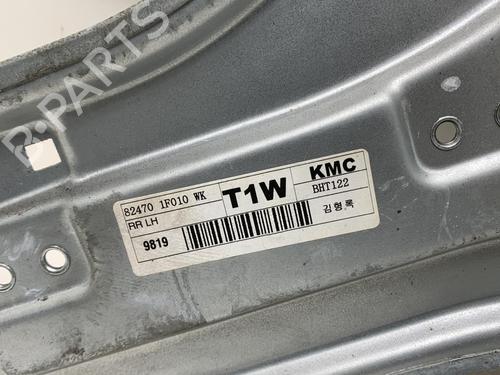 B-PARTS
82470 1F010 WK
RR LH
T1W
KMC
BHT122
9819
김형록